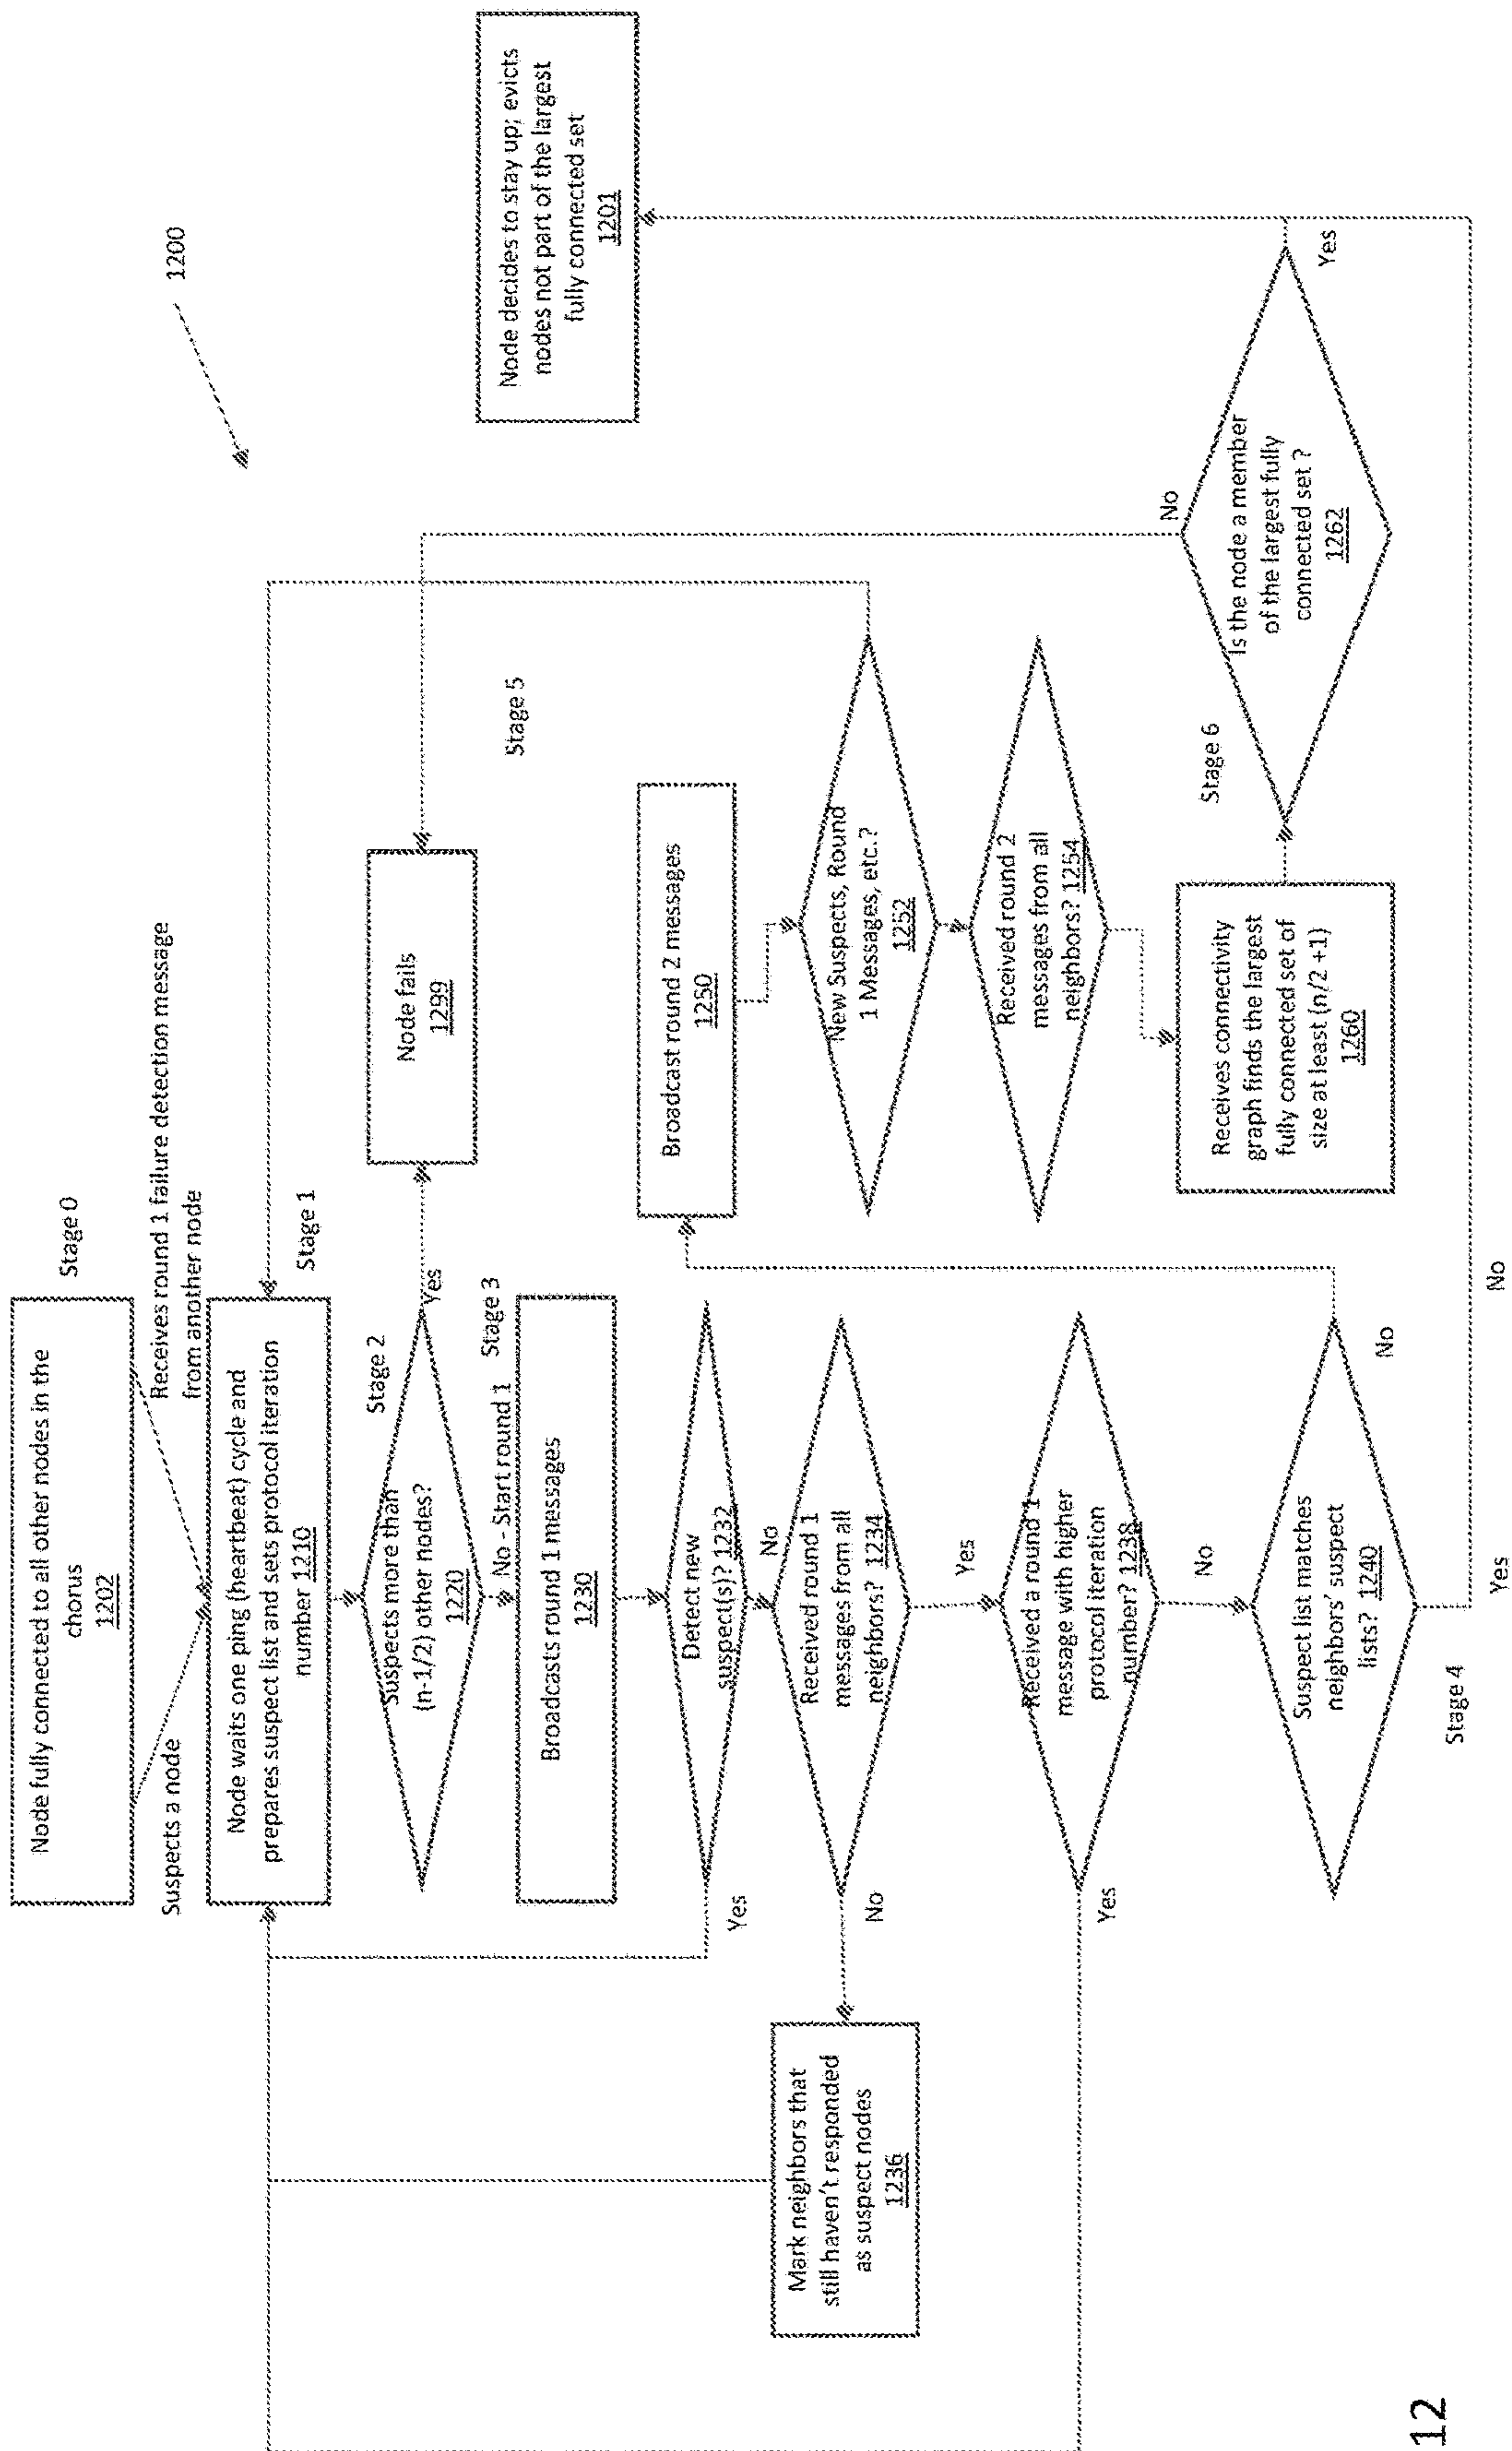 1200
Stage 0
Node fully connected to all other nodes in the
chorus
1202
Suspects a node
Receives round 1 failure detection message
from another node
Stage 1
Node waits one ping (heartbeat) cycle and
prepares suspect list and sets protocol iteration
number 1210
Stage 2
Suspects more than
(n-1/2) other nodes?
1220
Yes
Node fails
1299
No - Start round 1
Stage 3
Broadcasts round 1 messages
1230
Detect new
suspect(s)? 1232
Yes
No
Received round 1
messages from all
neighbors? 1234
No
Mark neighbors that
still haven't responded
as suspect nodes
1236
Yes
Received a round 1
message with higher
protocol iteration
number? 1238
Yes
No
Suspect list matches
neighbors' suspect
lists? 1240
No
Stage 4
Yes
No
Stage 5
Broadcast round 2 messages
1250
New Suspects, Round
1 Messages, etc.?
1252
Received round 2
messages from all
neighbors? 1254
Receives connectivity
graph finds the largest
fully connected set of
size at least (n/2 +1)
1260
Stage 6
Is the node a member
of the largest fully
connected set ?
1262
No
Yes
Node decides to stay up; evicts
nodes not part of the largest
fully connected set
1201
12